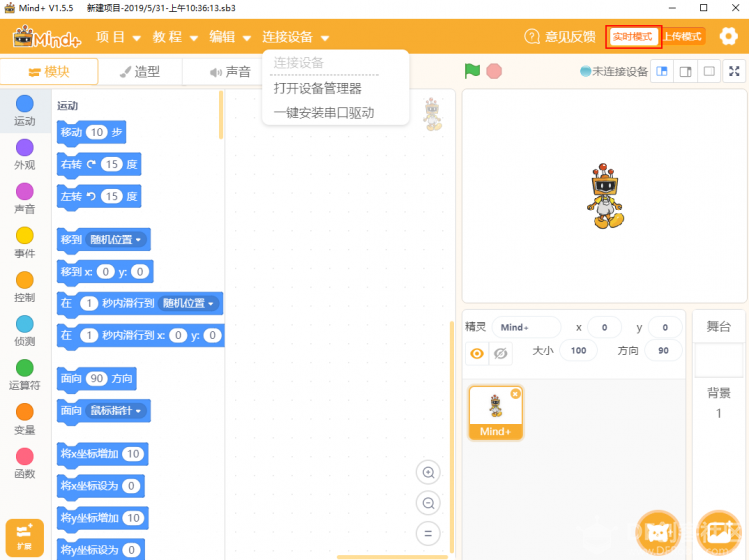 Mind+ V1.5.5 新建项目-2019/5/31-上午10:36:13.sb3
Mind+ 项目 教程 编辑 连接设备 意见反馈 实时模式 上传模式
模块 造型 声音
连接设备
打开设备管理器
一键安装串口驱动
未连接设备
运动
外观
声音
事件
控制
侦测
运算符
变量
函数
扩展
运动
移动 10 步
右转 15 度
左转 15 度
移到 随机位置
移到 x: 0 y: 0
在 1 秒内滑行到 随机位置
在 1 秒内滑行到 x: 0 y: 0
面向 90 方向
面向 鼠标指针
将x坐标增加 10
将x坐标设为 0
将y坐标增加 10
将y坐标设为 0
精灵 Mind+ x 0 y 0
大小 100 方向 90
Mind+
舞台
背景
1